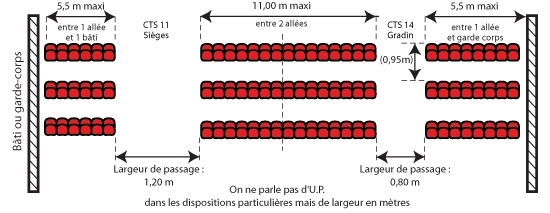 5,5 m maxi
entre 1 allée
et 1 bâti
CTS 11
Sièges
11,00 m maxi
entre 2 allées
CTS 14
Gradin
(0,95m)
5,5 m maxi
entre 1 allée
et garde corps
Bâti ou garde-corps
Largeur de passage :
1,20 m
Largeur de passage :
0,80 m
On ne parle pas d'U.P.
dans les dispositions particulières mais de largeur en mètres